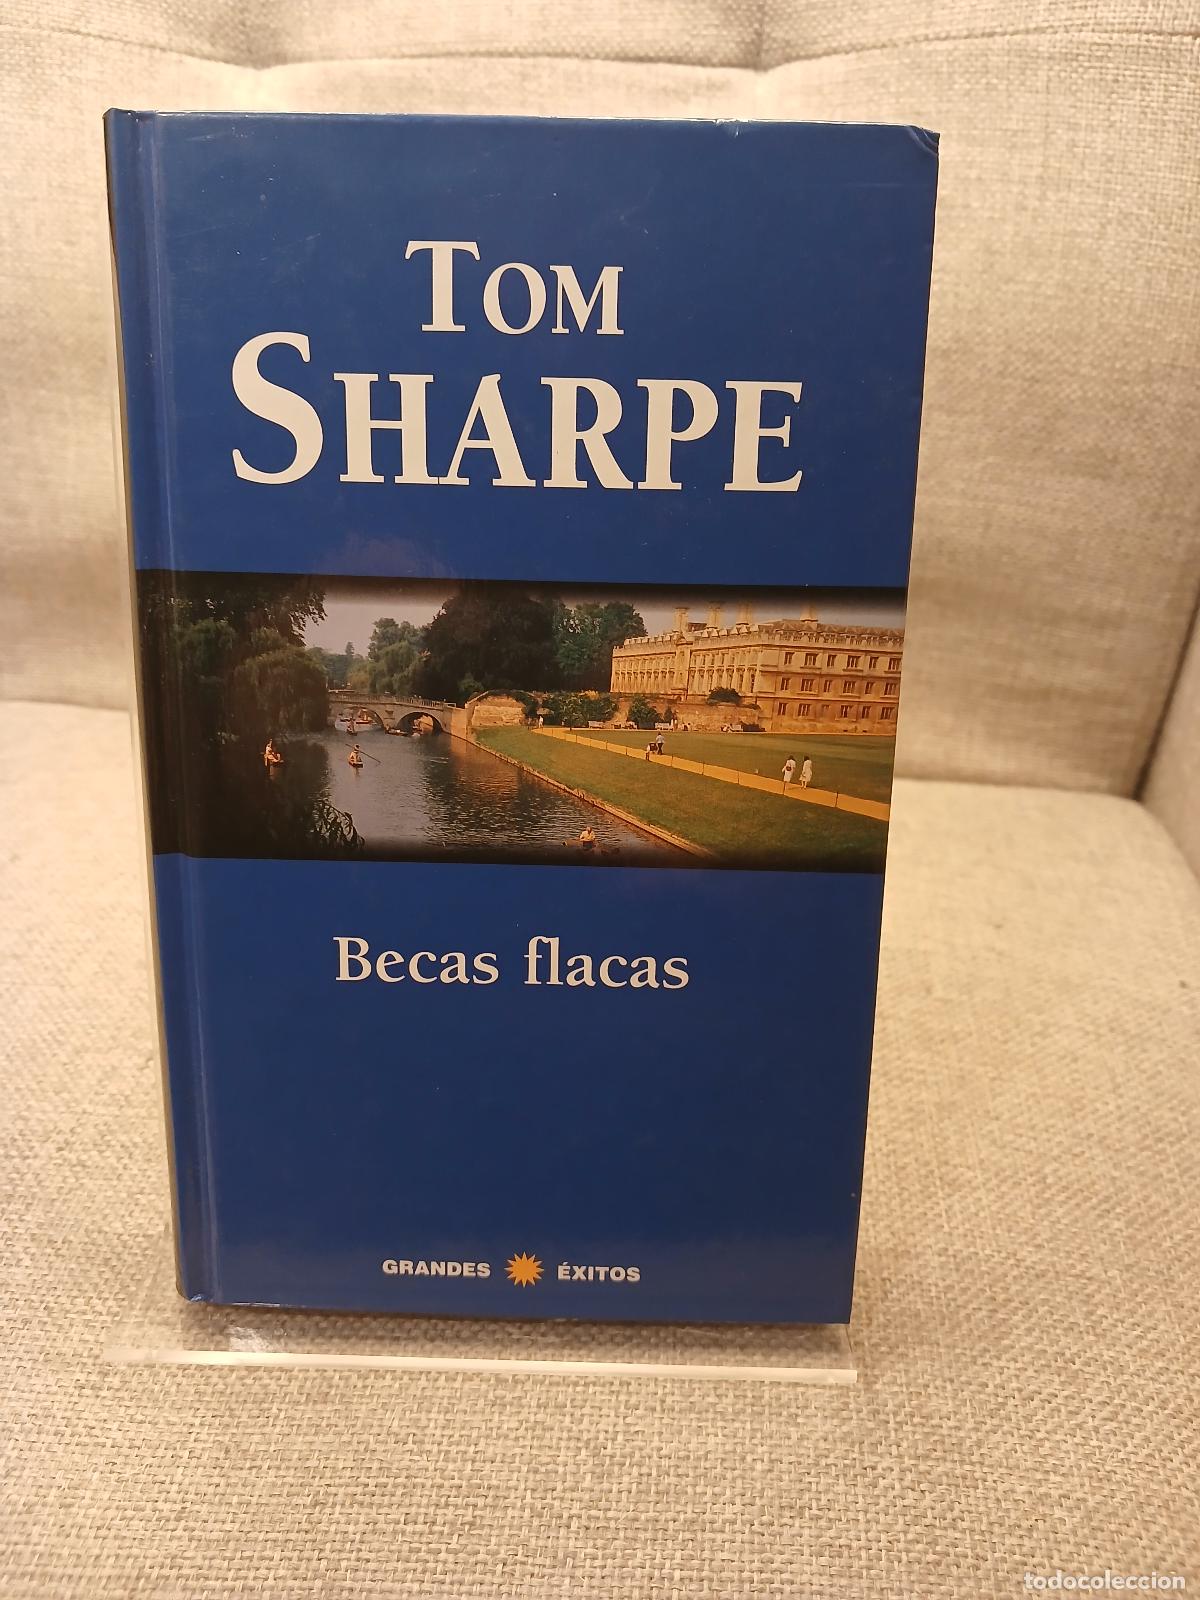 TOM
SHARPE
Becas flacas
GRANDES ÉXITOS
todocoleccion